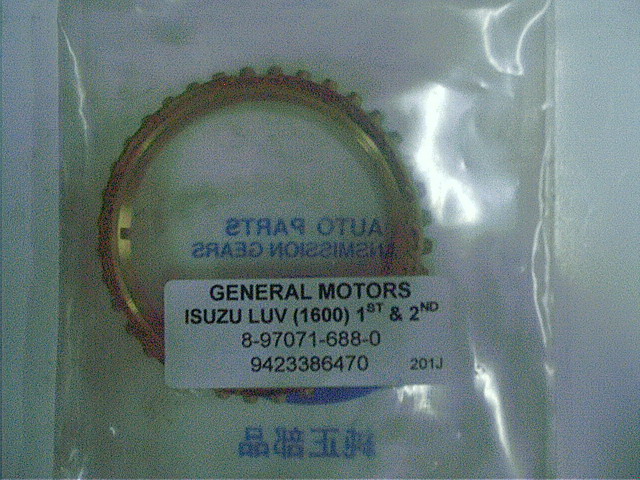 AUTO PARTS
ANSMISSION GEARS
GENERAL MOTORS
ISUZU LUV (1600) 1ST & 2ND
8-97071-688-0
9423386470 201J
純正部品